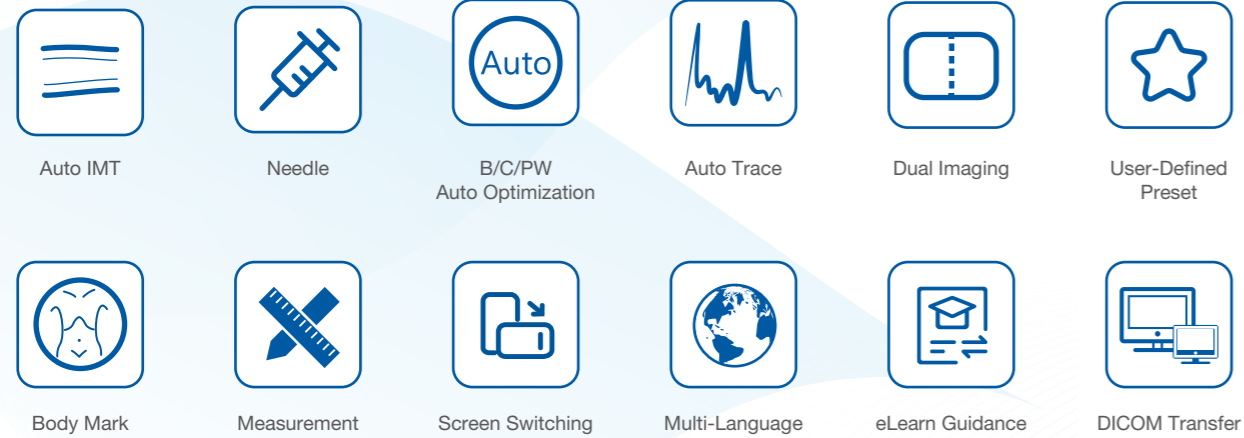 Auto
Auto IMT
Needle
B/C/PW
Auto Optimization
Auto Trace
Dual Imaging
User-Defined
Preset
Body Mark
Measurement
Screen Switching
Multi-Language
eLearn Guidance
DICOM Transfer